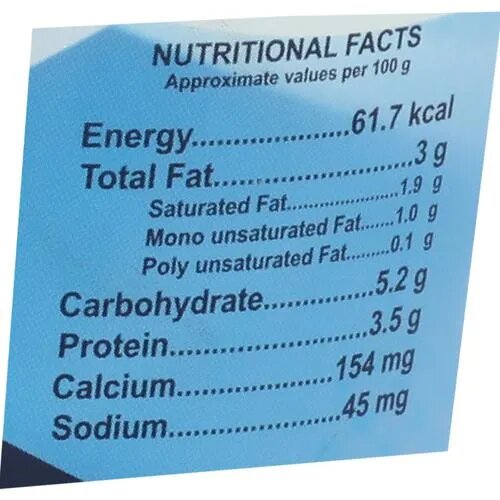 NUTRITIONAL FACTS
Approximate values per 100 g
Energy.....................61.7 kcal
Total Fat...........................3 g
Saturated Fat....................1.9 g
Mono unsaturated Fat......1.0 g
Poly unsaturated Fat.......0.1 g
Carbohydrate...............5.2 g
Protein...........................3.5 g
Calcium.....................154 mg
Sodium......................45 mg